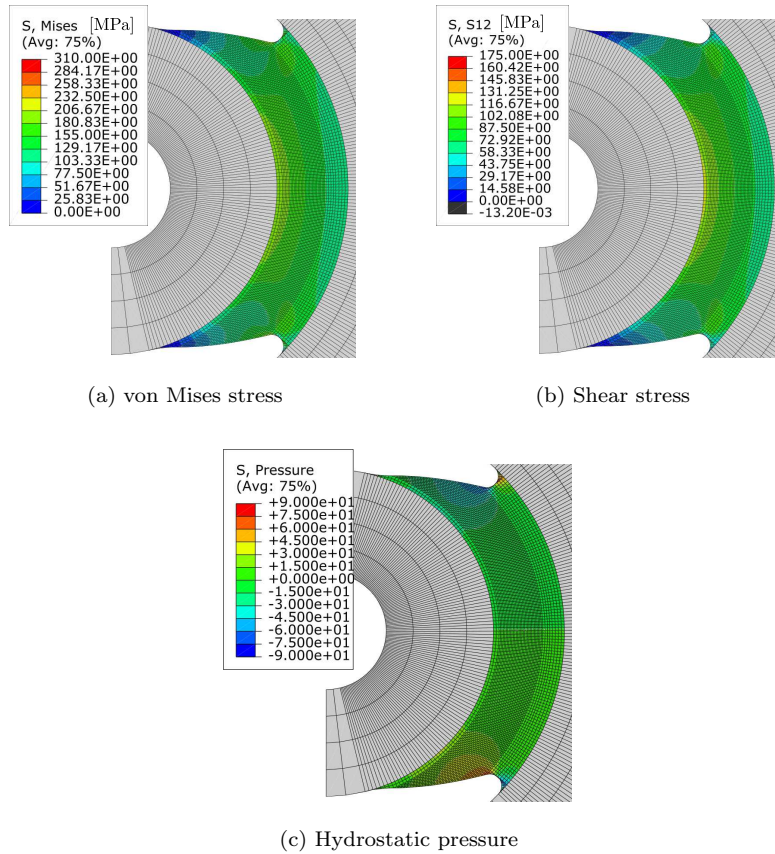 S, Mises [MPa]
(Avg: 75%)
310.00E+00
284.17E+00
258.33E+00
232.50E+00
206.67E+00
180.83E+00
155.00E+00
129.17E+00
103.33E+00
77.50E+00
51.67E+00
25.83E+00
0.00E+00
S, S12 [MPa]
(Avg: 75%)
175.00E+00
160.42E+00
145.83E+00
131.25E+00
116.67E+00
102.08E+00
87.50E+00
72.92E+00
58.33E+00
43.75E+00
29.17E+00
14.58E+00
0.00E+00
-13.20E-03
(a) von Mises stress
(b) Shear stress
S, Pressure
(Avg: 75%)
+9.000e+01
+7.500e+01
+6.000e+01
+4.500e+01
+3.000e+01
+1.500e+01
+0.000e+00
-1.500e+01
-3.000e+01
-4.500e+01
-6.000e+01
-7.500e+01
-9.000e+01
(c) Hydrostatic pressure